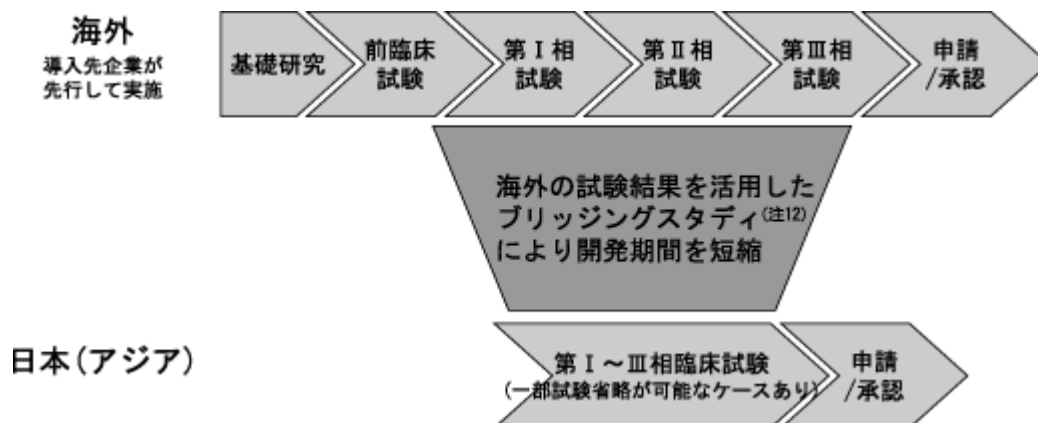 海外
導入先企業が
先行して実施
基礎研究
前臨床
試験
第Ⅰ相
試験
第Ⅱ相
試験
第Ⅲ相
試験
申請
/承認
海外の試験結果を活用した
ブリッジングスタディ(注12)
により開発期間を短縮
日本(アジア)
第Ⅰ～Ⅲ相臨床試験
(一部試験省略が可能なケースあり)
申請
/承認